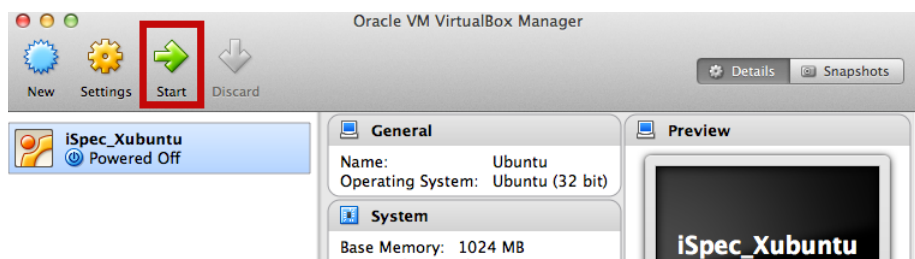 Oracle VM VirtualBox Manager
New Settings Start Discard
Details Snapshots
iSpec_Xubuntu
Powered Off
General
Name: Ubuntu
Operating System: Ubuntu (32 bit)
System
Base Memory: 1024 MB
Preview
iSpec_Xubuntu